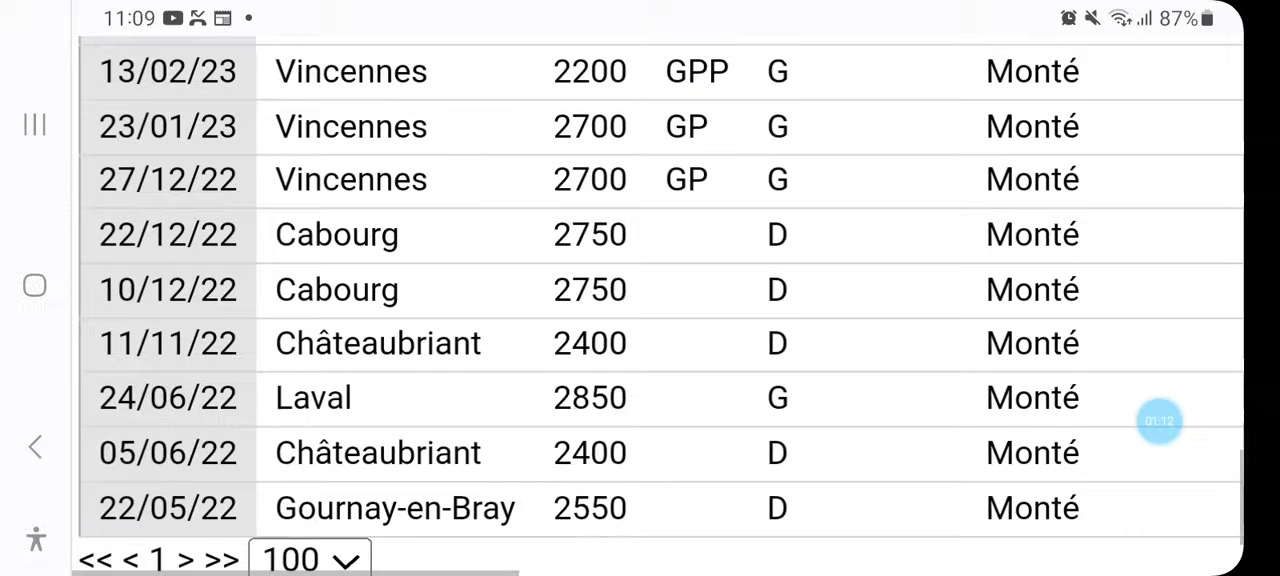 11:09 87%
13/02/23 Vincennes 2200 GPP G Monté
23/01/23 Vincennes 2700 GP G Monté
27/12/22 Vincennes 2700 GP G Monté
22/12/22 Cabourg 2750 D Monté
10/12/22 Cabourg 2750 D Monté
11/11/22 Châteaubriant 2400 D Monté
24/06/22 Laval 2850 G Monté
01:12
05/06/22 Châteaubriant 2400 D Monté
22/05/22 Gournay-en-Bray 2550 D Monté
<< < 1 > >> 100